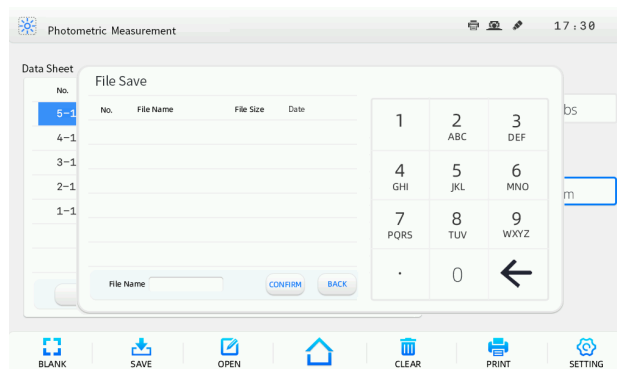 Photometric Measurement 17:30
Data Sheet
No.
5-1
4-1
3-1
2-1
1-1
bs
m
File Save
No. File Name File Size Date
File Name CONFIRM BACK
1 2 3
ABC DEF
4 5 6
GHI JKL MNO
7 8 9
PQRS TUV WXYZ
. 0
BLANK SAVE OPEN CLEAR PRINT SETTING